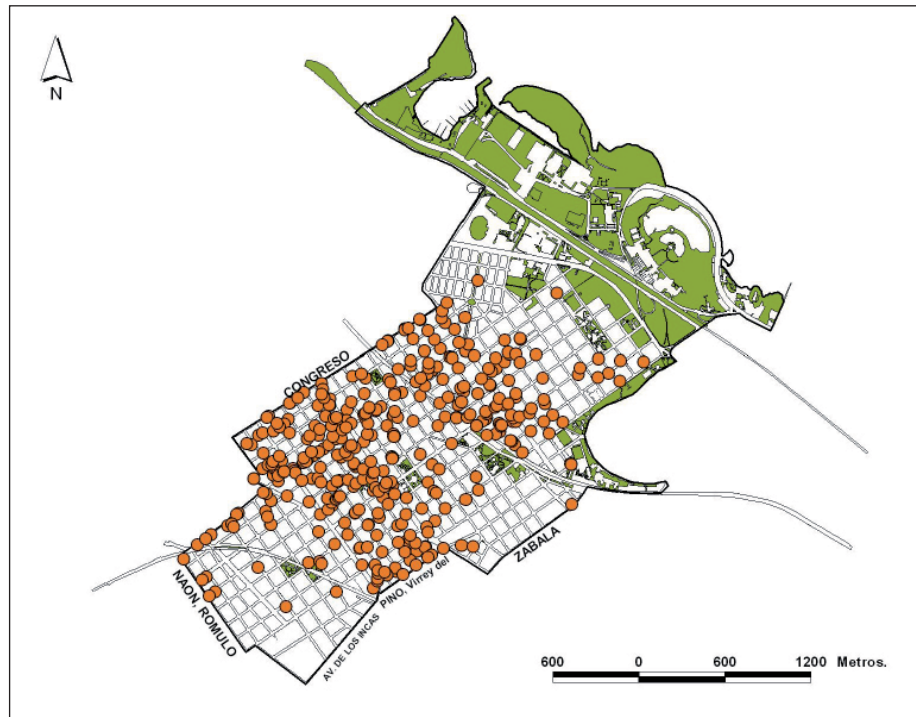 N
CONGRESO
ZABALA
PINO, Virrey del
NAON, ROMULO
AV. DE LOS INCAS
600 0 600 1200 Metros.